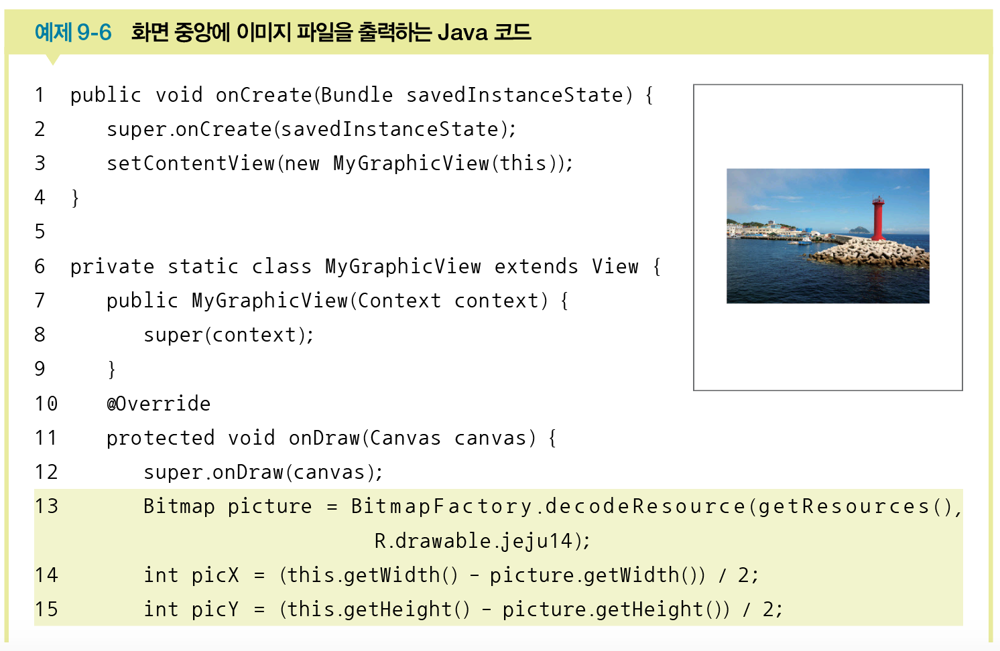 예제 9-6 화면 중앙에 이미지 파일을 출력하는 Java 코드
1 public void onCreate(Bundle savedInstanceState) {
2 super.onCreate(savedInstanceState);
3 setContentView(new MyGraphicView(this));
4 }
5
6 private static class MyGraphicView extends View {
7 public MyGraphicView(Context context) {
8 super(context);
9 }
10 @Override
11 protected void onDraw(Canvas canvas) {
12 super.onDraw(canvas);
13 Bitmap picture = BitmapFactory.decodeResource(getResources(),
R.drawable.jeju14);
14 int picX = (this.getWidth() - picture.getWidth()) / 2;
15 int picY = (this.getHeight() - picture.getHeight()) / 2;